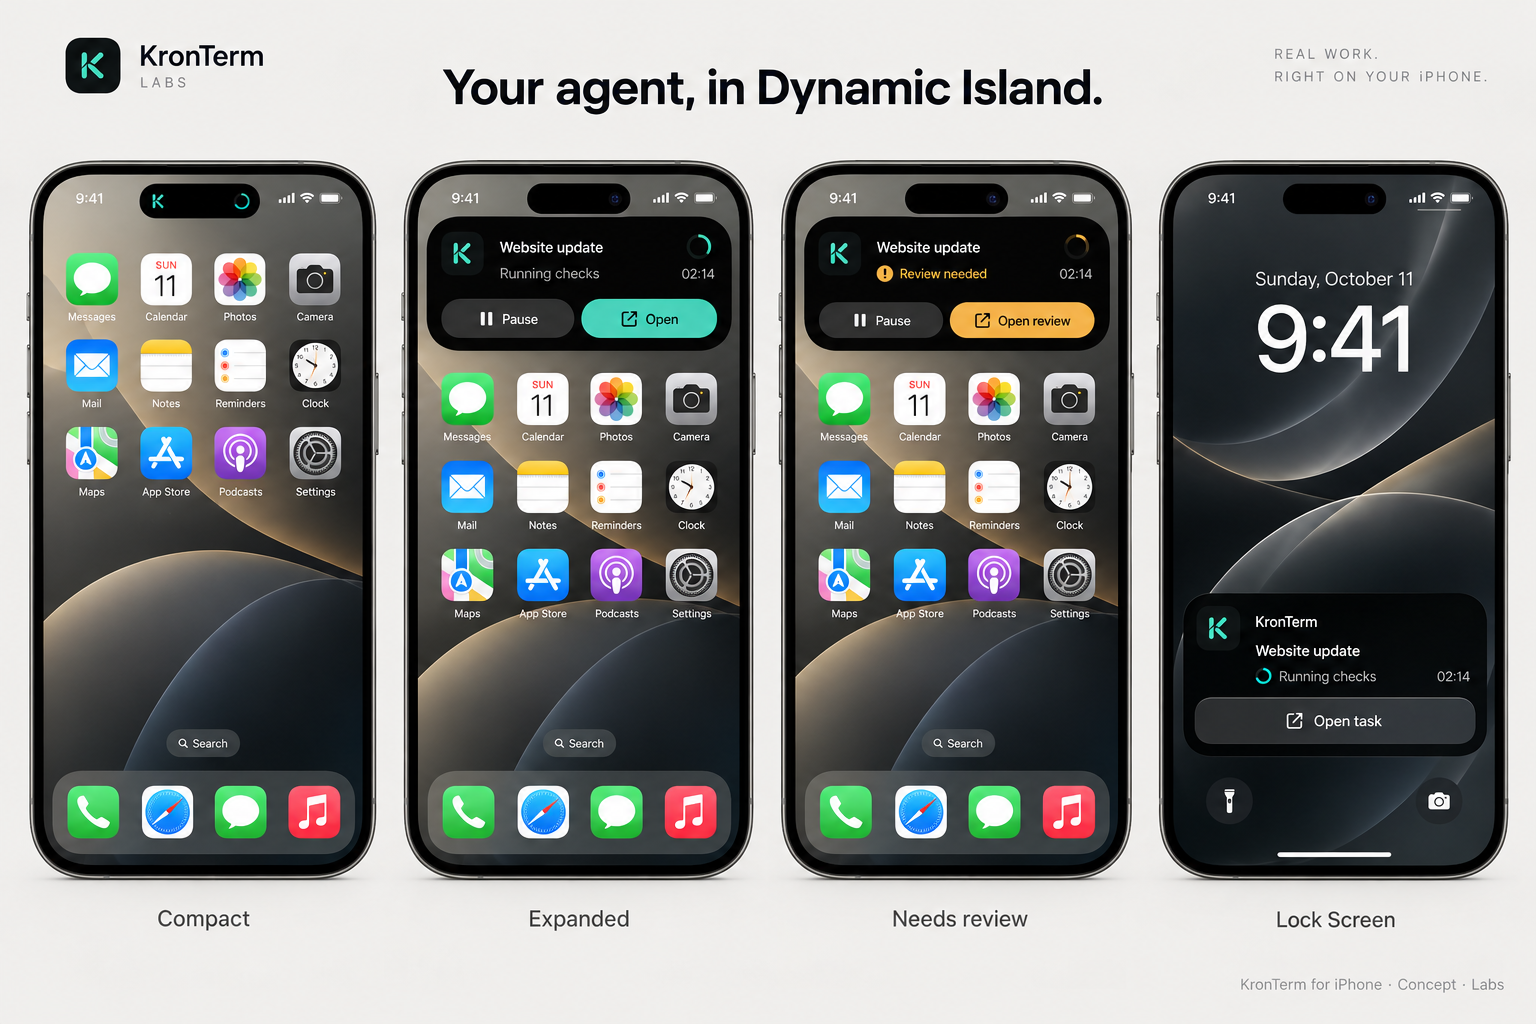 KronTerm
LABS
Your agent, in Dynamic Island.
REAL WORK.
RIGHT ON YOUR iPHONE.
9:41
SUN
11
Messages
Calendar
Photos
Camera
Mail
Notes
Reminders
Clock
Maps
App Store
Podcasts
Settings
Search
Compact
9:41
Website update
Running checks
02:14
Pause
Open
SUN
11
Messages
Calendar
Photos
Camera
Mail
Notes
Reminders
Clock
Maps
App Store
Podcasts
Settings
Search
Expanded
9:41
Website update
Review needed
02:14
Pause
Open review
SUN
11
Messages
Calendar
Photos
Camera
Mail
Notes
Reminders
Clock
Maps
App Store
Podcasts
Settings
Search
Needs review
9:41
Sunday, October 11
9:41
KronTerm
Website update
Running checks
02:14
Open task
Lock Screen
KronTerm for iPhone · Concept · Labs